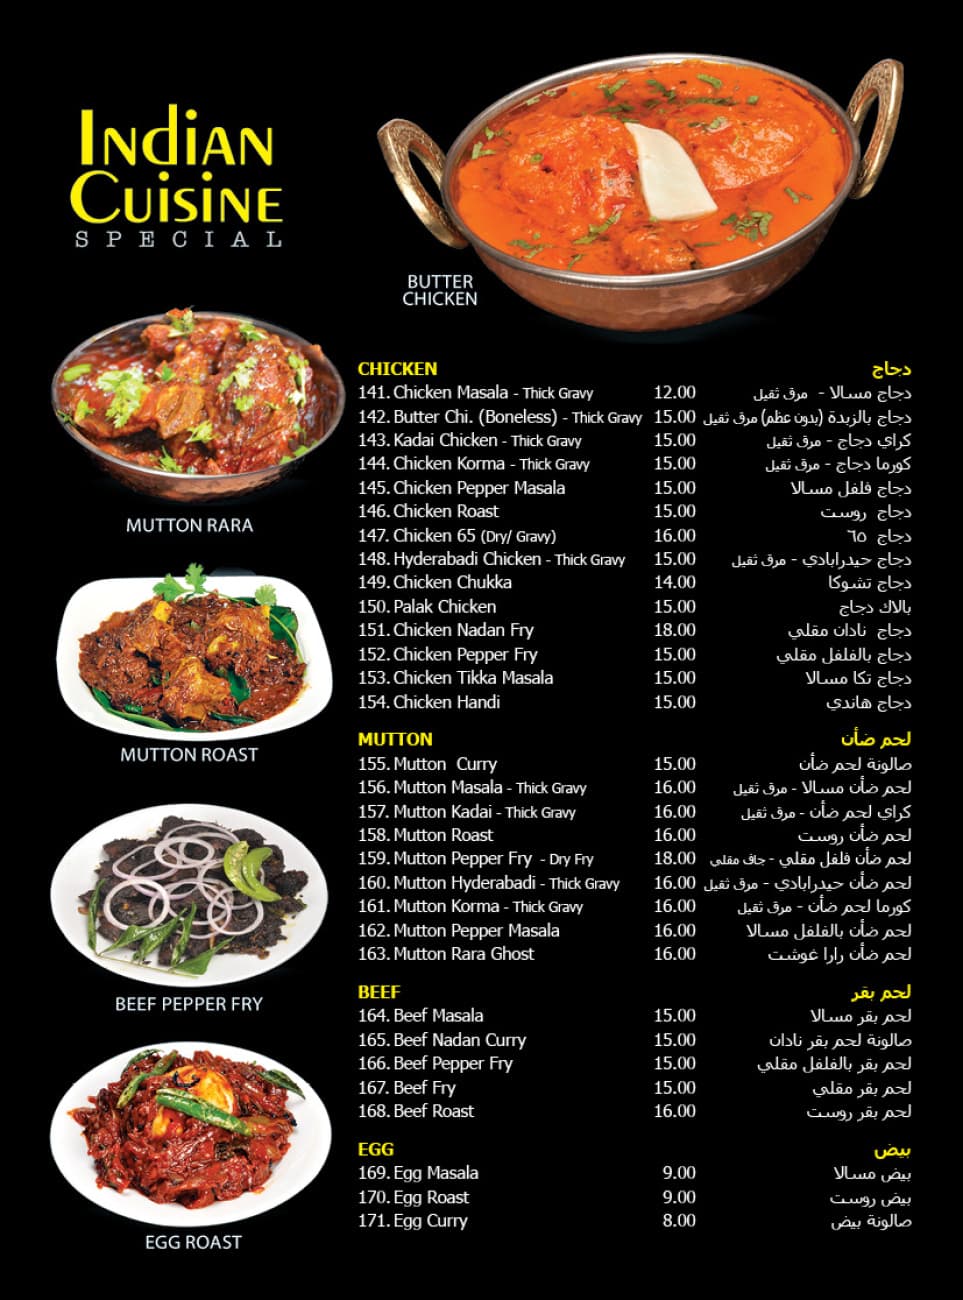 Indian
Cuisine
SPECIAL
BUTTER
CHICKEN
MUTTON RARA
MUTTON ROAST
BEEF PEPPER FRY
EGG ROAST
CHICKEN دجاج
141. Chicken Masala - Thick Gravy 12.00 دجاج مسالا - مرق ثقيل
142. Butter Chi. (Boneless) - Thick Gravy 15.00 دجاج بالزبدة (بدون عظم) مرق ثقيل
143. Kadai Chicken - Thick Gravy 15.00 كراي دجاج - مرق ثقيل
144. Chicken Korma - Thick Gravy 15.00 كورما دجاج - مرق ثقيل
145. Chicken Pepper Masala 15.00 دجاج فلفل مسالا
146. Chicken Roast 15.00 دجاج روست
147. Chicken 65 (Dry/ Gravy) 16.00 دجاج ٦٥
148. Hyderabadi Chicken - Thick Gravy 15.00 دجاج حيدرابادي - مرق ثقيل
149. Chicken Chukka 14.00 دجاج تشوكا
150. Palak Chicken 15.00 بالاك دجاج
151. Chicken Nadan Fry 18.00 دجاج نادان مقلي
152. Chicken Pepper Fry 15.00 دجاج بالفلفل مقلي
153. Chicken Tikka Masala 15.00 دجاج تكا مسالا
154. Chicken Handi 15.00 دجاج هاندي
MUTTON لحم ضأن
155. Mutton Curry 15.00 صالونة لحم ضأن
156. Mutton Masala - Thick Gravy 16.00 لحم ضأن مسالا - مرق ثقيل
157. Mutton Kadai - Thick Gravy 16.00 كراي لحم ضأن - مرق ثقيل
158. Mutton Roast 16.00 لحم ضأن روست
159. Mutton Pepper Fry - Dry Fry 18.00 لحم ضأن فلفل مقلي - جاف مقلي
160. Mutton Hyderabadi - Thick Gravy 16.00 لحم ضأن حيدرابادي - مرق ثقيل
161. Mutton Korma - Thick Gravy 16.00 كورما لحم ضأن - مرق ثقيل
162. Mutton Pepper Masala 16.00 لحم ضأن بالفلفل مسالا
163. Mutton Rara Ghost 16.00 لحم ضأن رارا غوشت
BEEF لحم بقر
164. Beef Masala 15.00 لحم بقر مسالا
165. Beef Nadan Curry 15.00 صالونة لحم بقر نادان
166. Beef Pepper Fry 15.00 لحم بقر بالفلفل مقلي
167. Beef Fry 15.00 لحم بقر مقلي
168. Beef Roast 16.00 لحم بقر روست
EGG بيض
169. Egg Masala 9.00 بيض مسالا
170. Egg Roast 9.00 بيض روست
171. Egg Curry 8.00 صالونة بيض